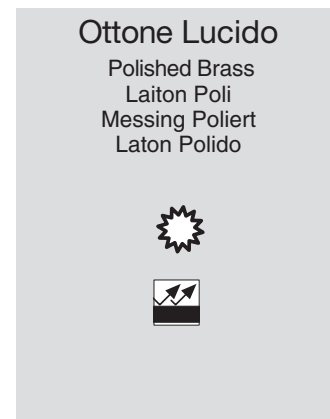 Ottone Lucido
Polished Brass
Laiton Poli
Messing Poliert
Laton Polido